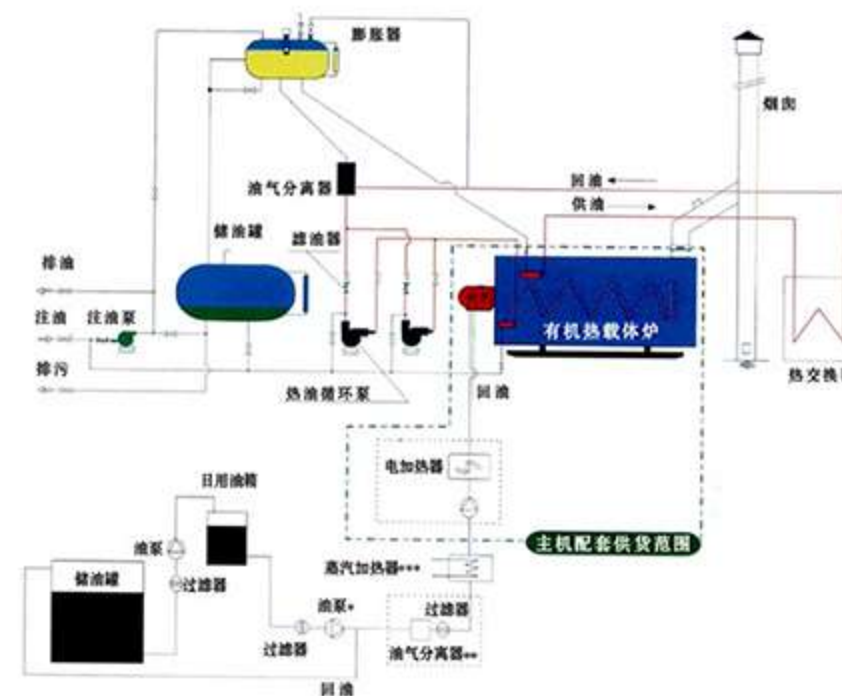 膨胀器
烟囱
油气分离器
回油
供油
储油罐
滤油器
排油
注油
注油泵
有机热载体炉
排污
热油循环泵
回油
热交换
电加热器
日用油箱
主机配套供货范围
油泵
蒸汽加热器***
储油罐
过滤器
油泵*
过滤器
过滤器
油气分离器**
回油